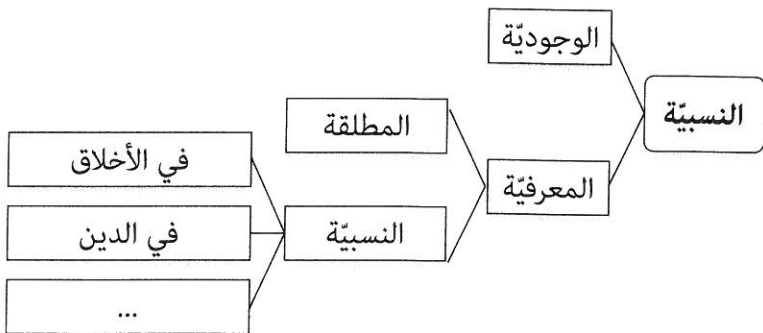 النسبيّة
الوجوديّة
المعرفيّة
المطلقة
النسبيّة
في الأخلاق
في الدين
...